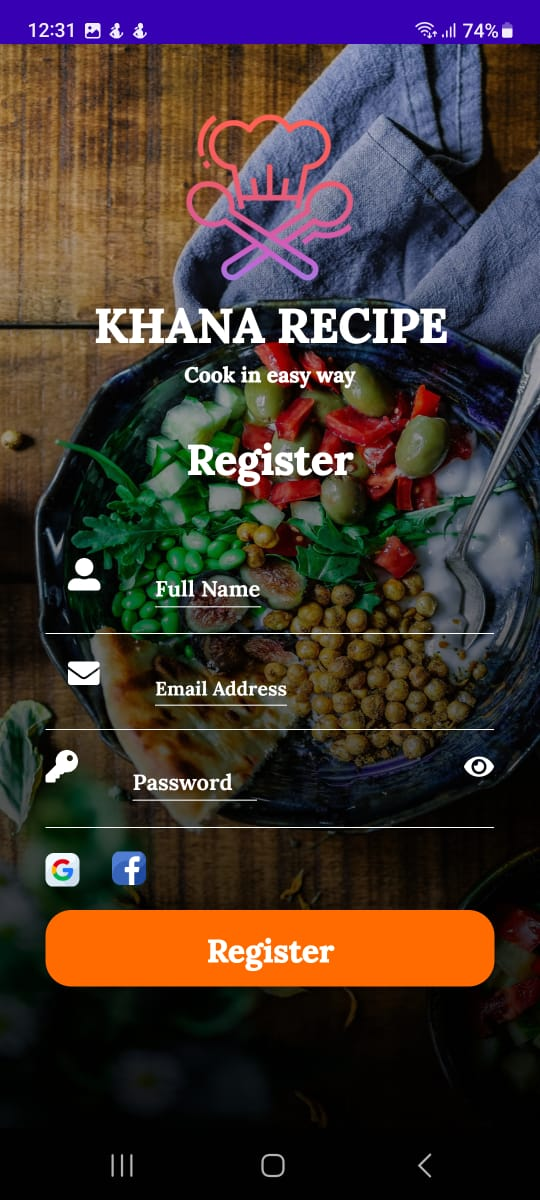 12:31 74%
KHANA RECIPE
Cook in easy way
Register
Full Name
Email Address
Password
G f
Register